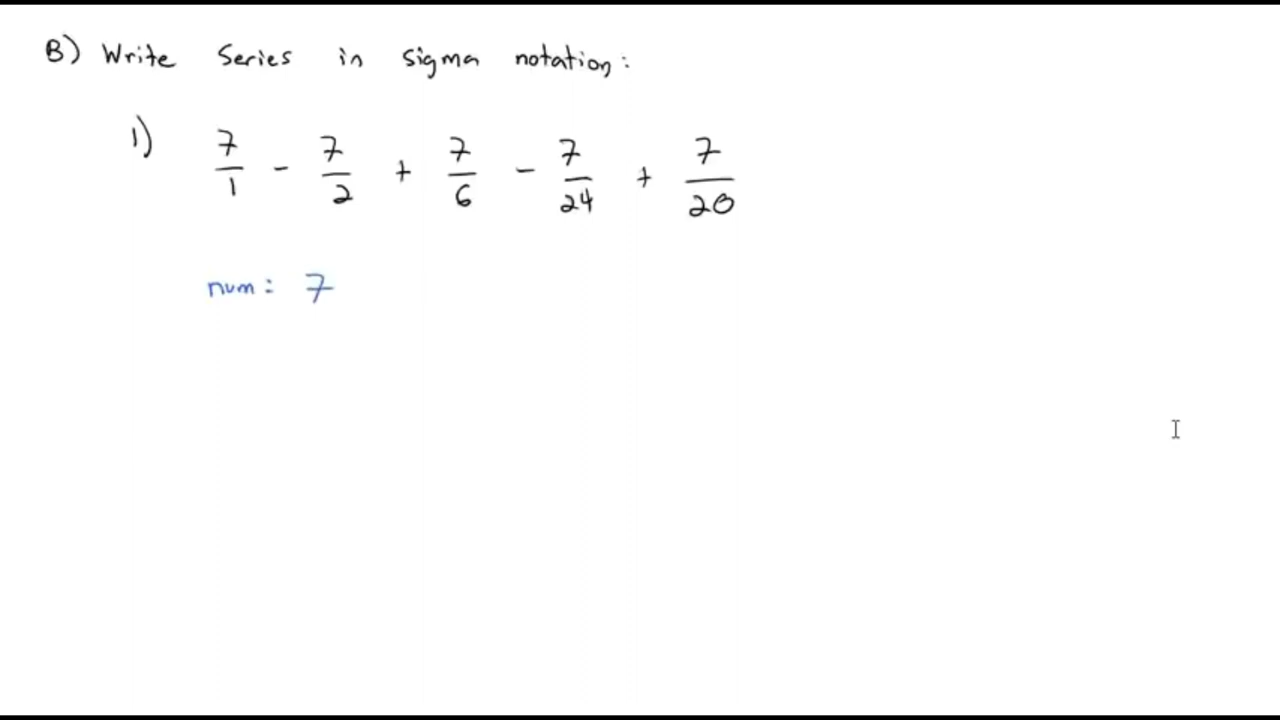 B) Write Series in sigma notation:
1) 7/1 - 7/2 + 7/6 - 7/24 + 7/20
num: 7